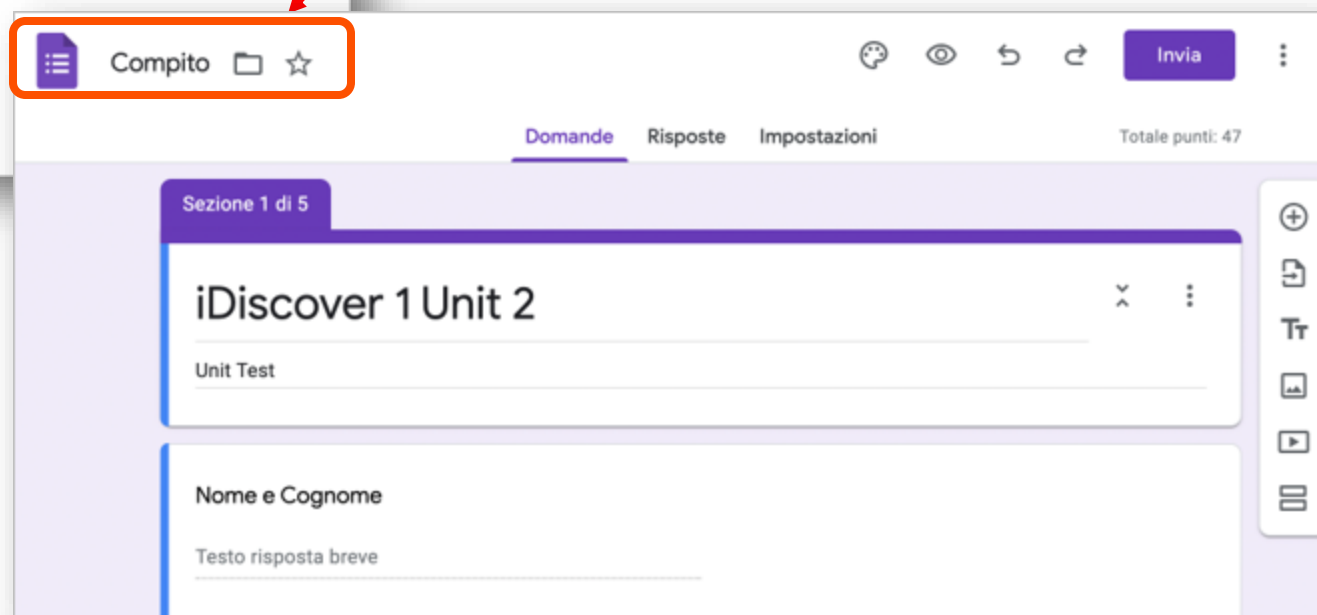 Compito
Invia
Domande Risposte Impostazioni
Totale punti: 47
Sezione 1 di 5
iDiscover 1 Unit 2
Unit Test
Nome e Cognome
Testo risposta breve